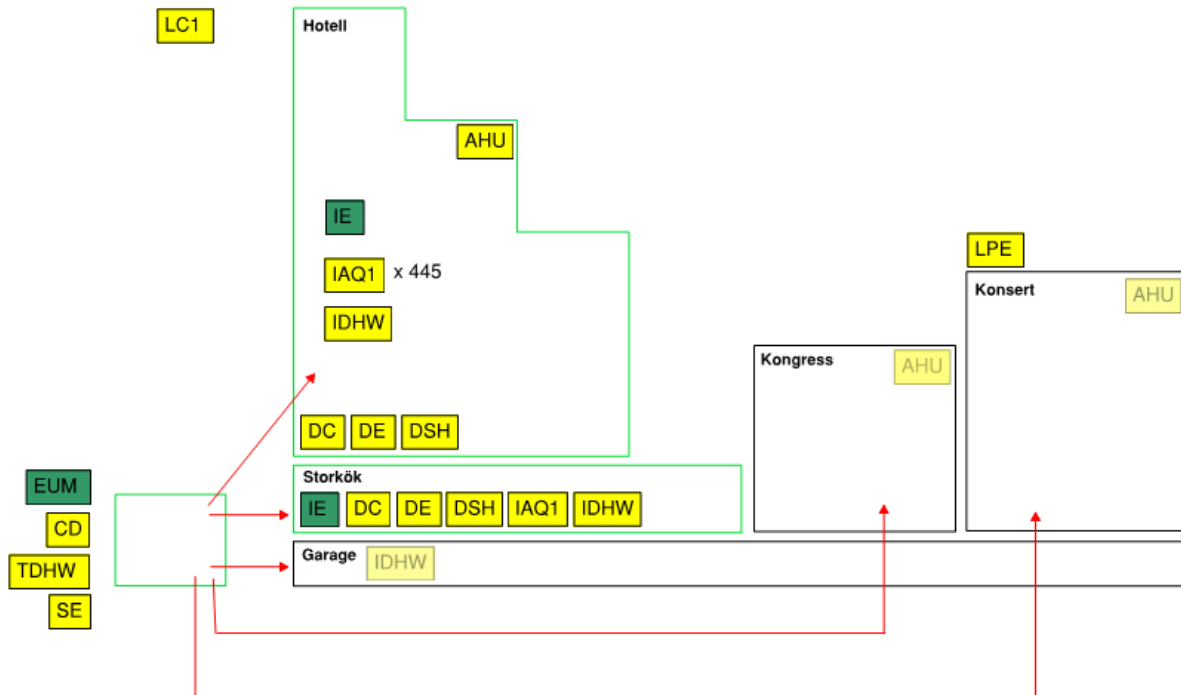 LC1
Hotell
AHU
IE
IAQ1 x 445
IDHW
DC DE DSH
LPE
Konsert
AHU
Kongress
AHU
EUM
CD
TDHW
SE
Storkök
IE DC DE DSH IAQ1 IDHW
Garage IDHW